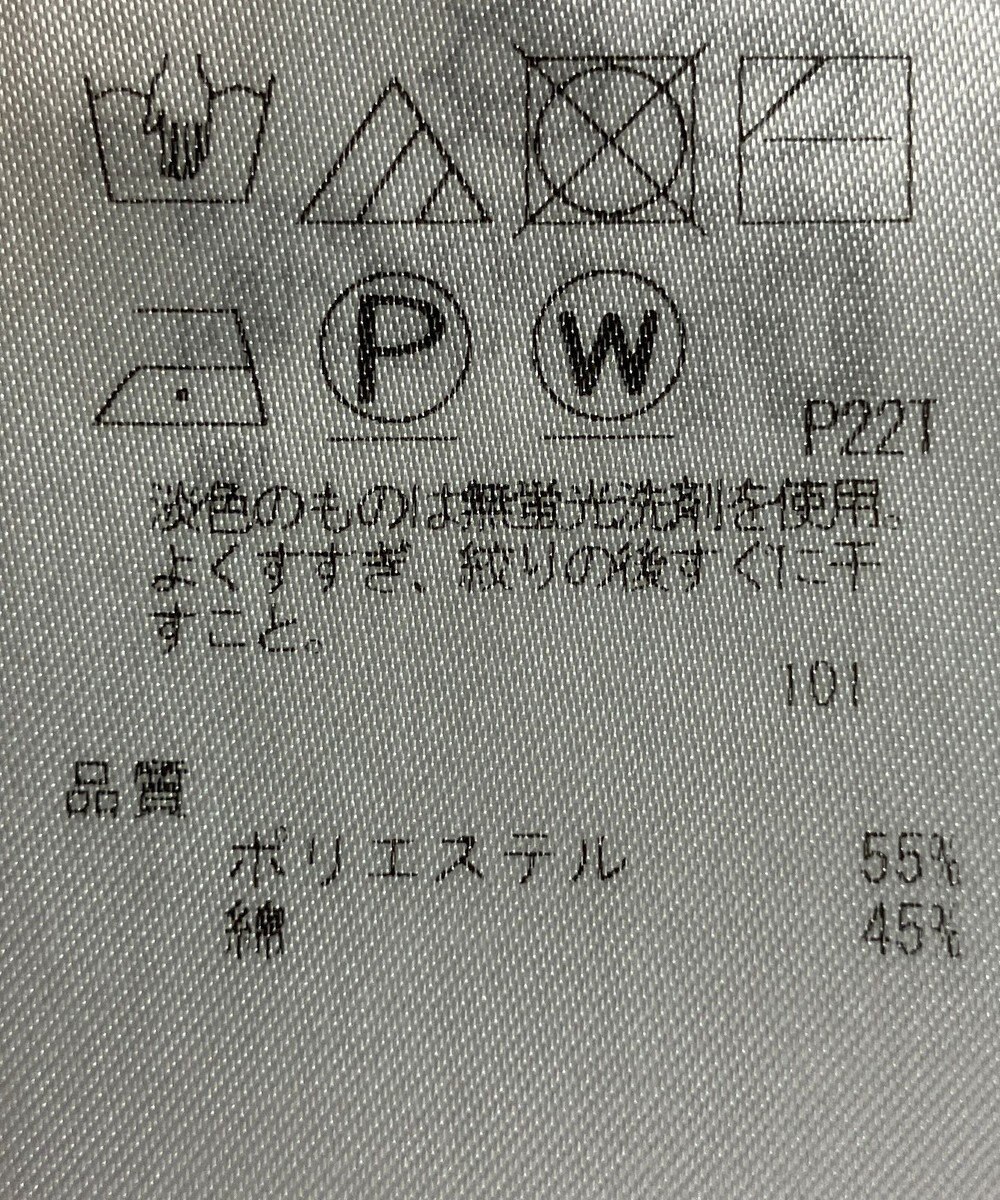 P
W
P22T
淡色のものは無蛍光洗剤を使用。
よくすすぎ、絞りの後すぐに干
すこと。
101
品質
ポリエステル 55%
綿 45%